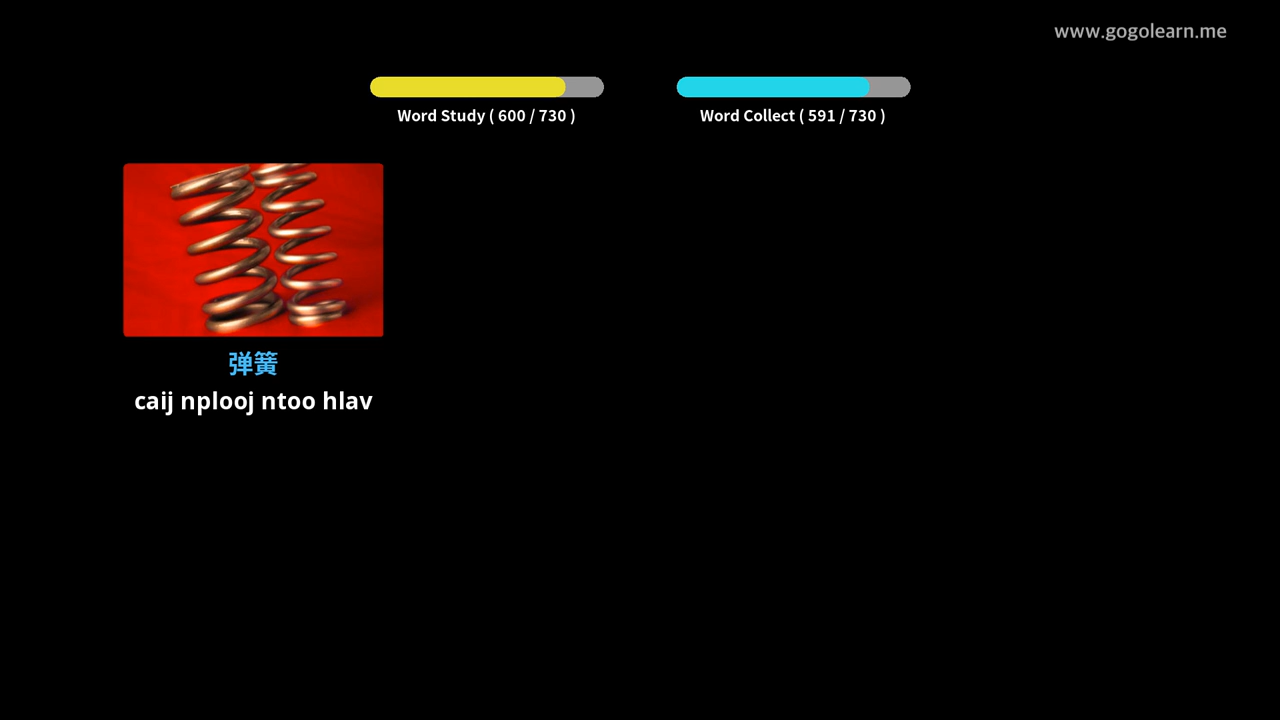 www.gogolearn.me
Word Study ( 600 / 730 )
Word Collect ( 591 / 730 )
弹簧
caij nplooj ntoo hlav